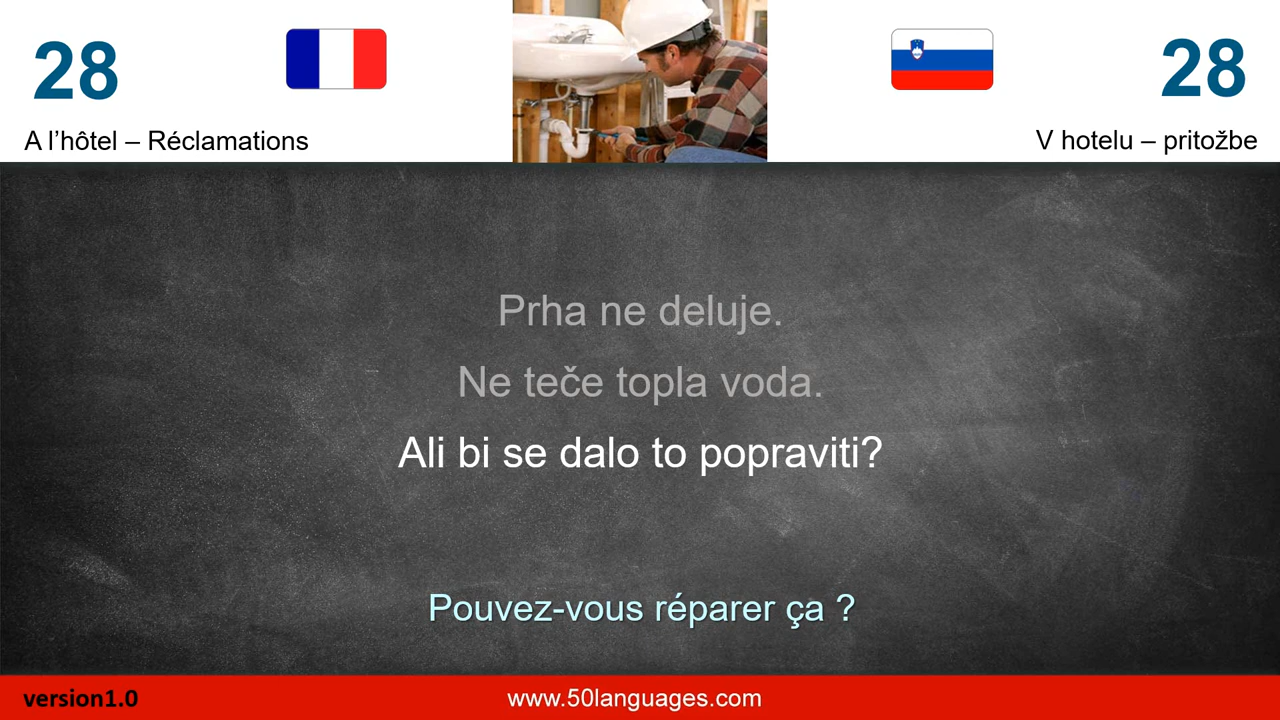 28
28
A l’hôtel – Réclamations
V hotelu – pritožbe
Prha ne deluje.
Ne teče topla voda.
Ali bi se dalo to popraviti?
Pouvez-vous réparer ça ?
version1.0
www.50languages.com